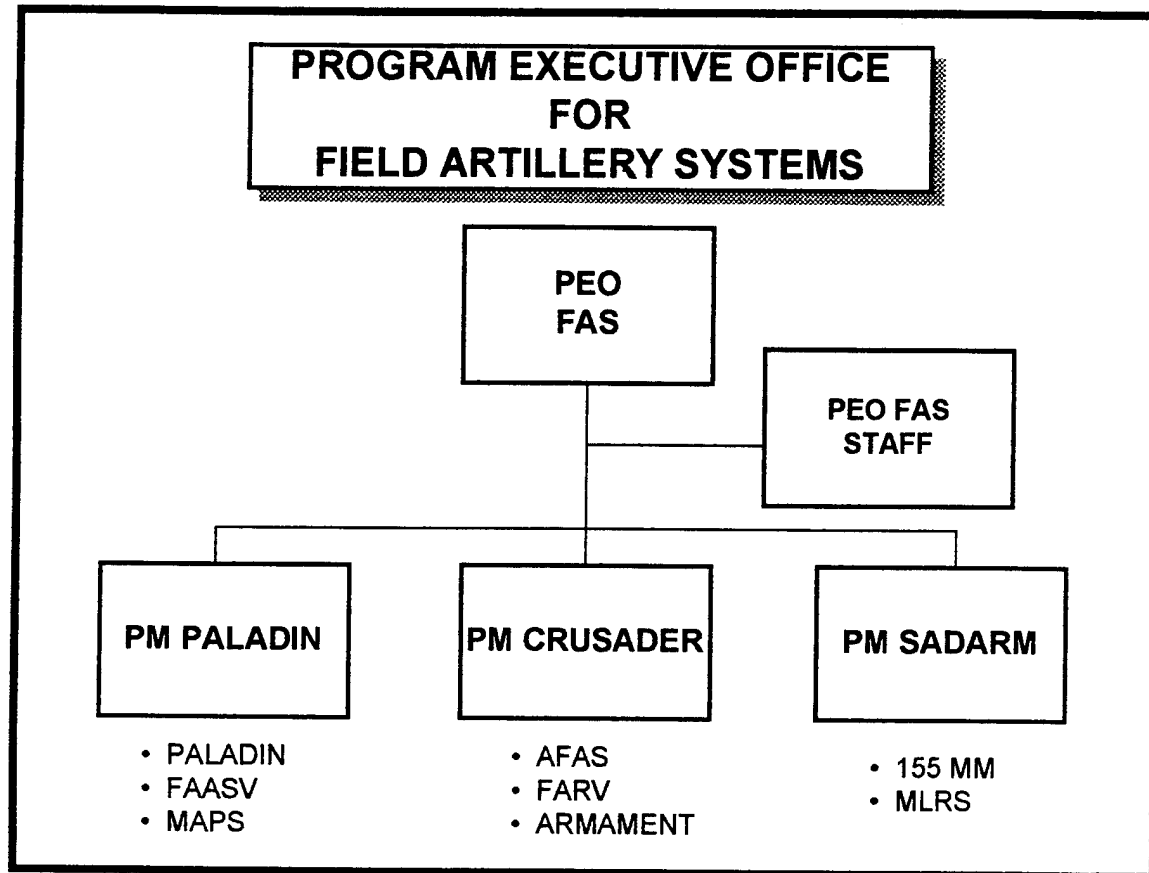 PROGRAM EXECUTIVE OFFICE
FOR
FIELD ARTILLERY SYSTEMS
PEO
FAS
PEO FAS
STAFF
PM PALADIN
PM CRUSADER
PM SADARM
• PALADIN
• FAASV
• MAPS
• AFAS
• FARV
• ARMAMENT
• 155 MM
• MLRS